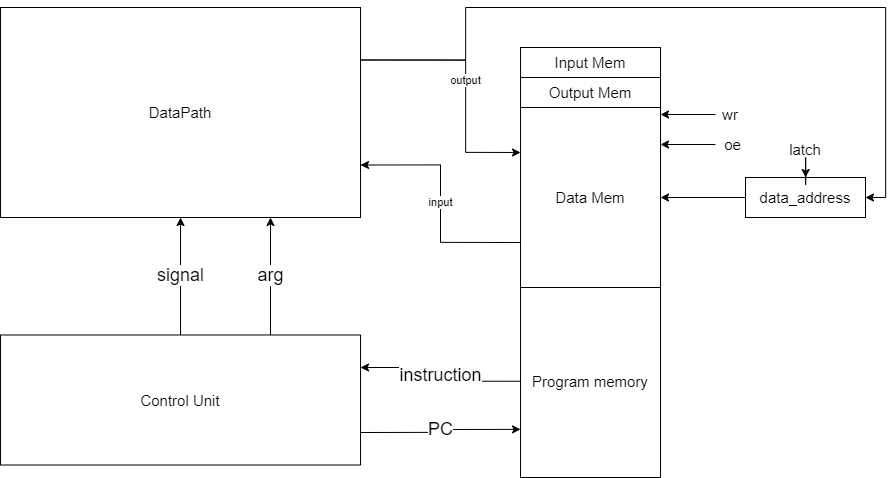 DataPath
output
input
Input Mem
Output Mem
Data Mem
wr
oe
latch
data_address
signal
arg
Control Unit
instruction
PC
Program memory